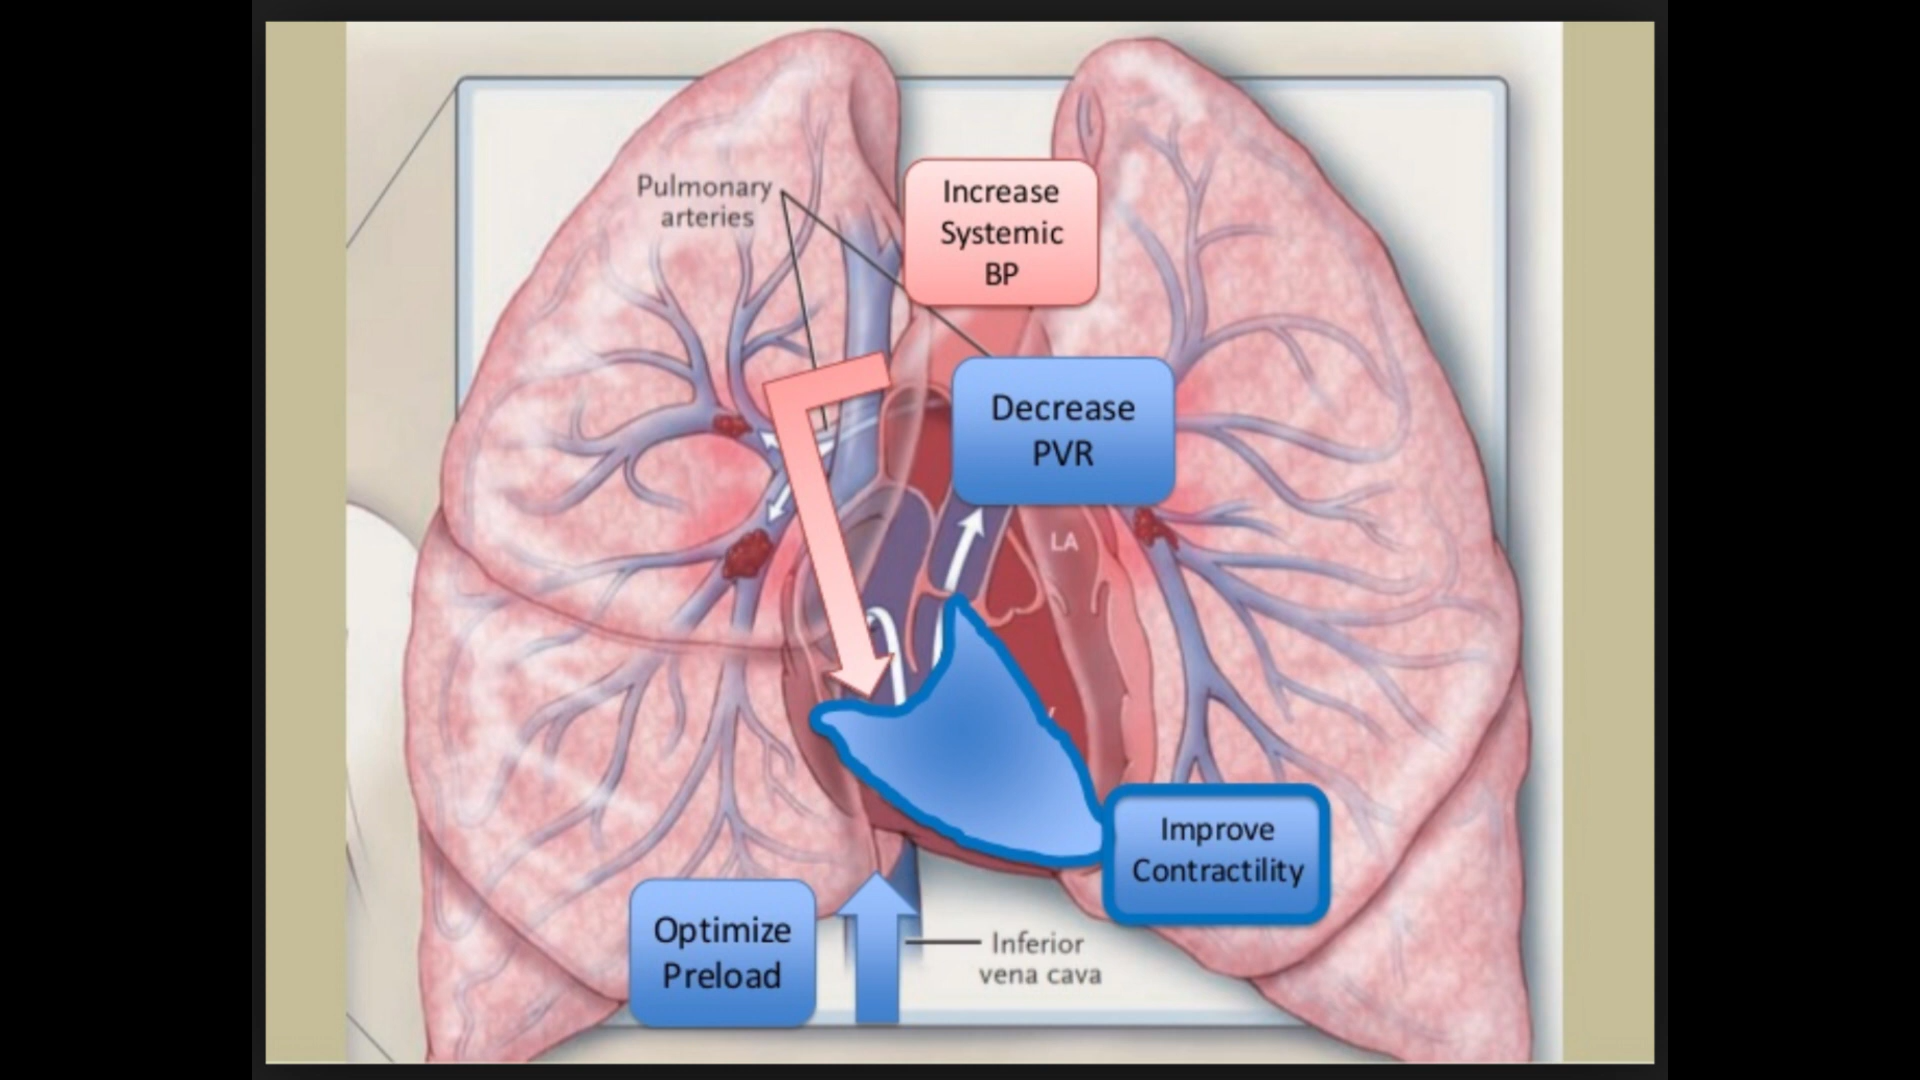 Pulmonary
arteries
Increase
Systemic
BP
Decrease
PVR
LA
Improve
Contractility
Optimize
Preload
Inferior
vena cava